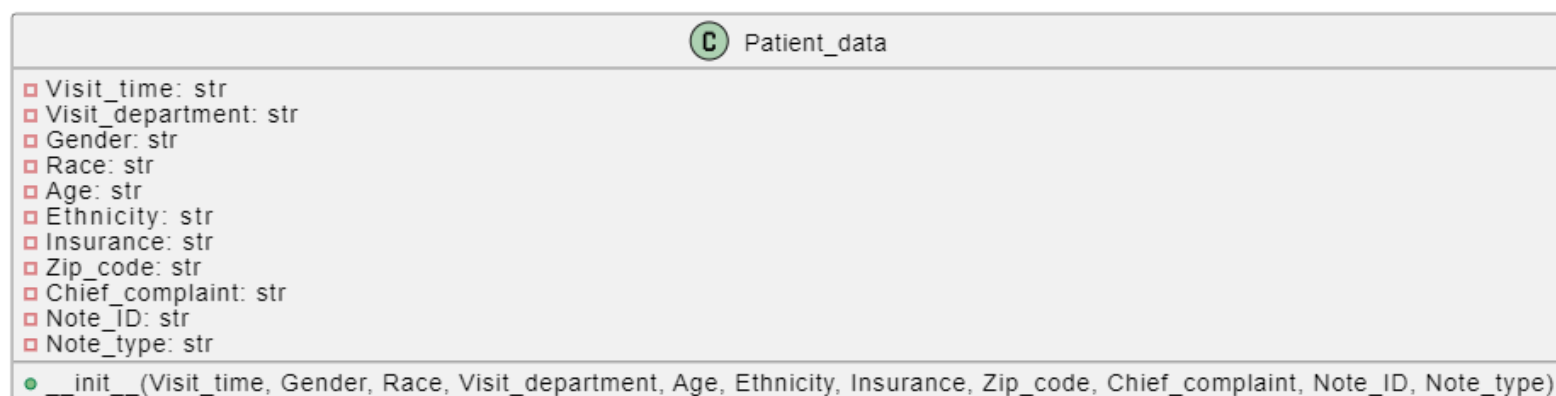 C Patient_data
Visit_time: str
Visit_department: str
Gender: str
Race: str
Age: str
Ethnicity: str
Insurance: str
Zip_code: str
Chief_complaint: str
Note_ID: str
Note_type: str
__init__(Visit_time, Gender, Race, Visit_department, Age, Ethnicity, Insurance, Zip_code, Chief_complaint, Note_ID, Note_type)